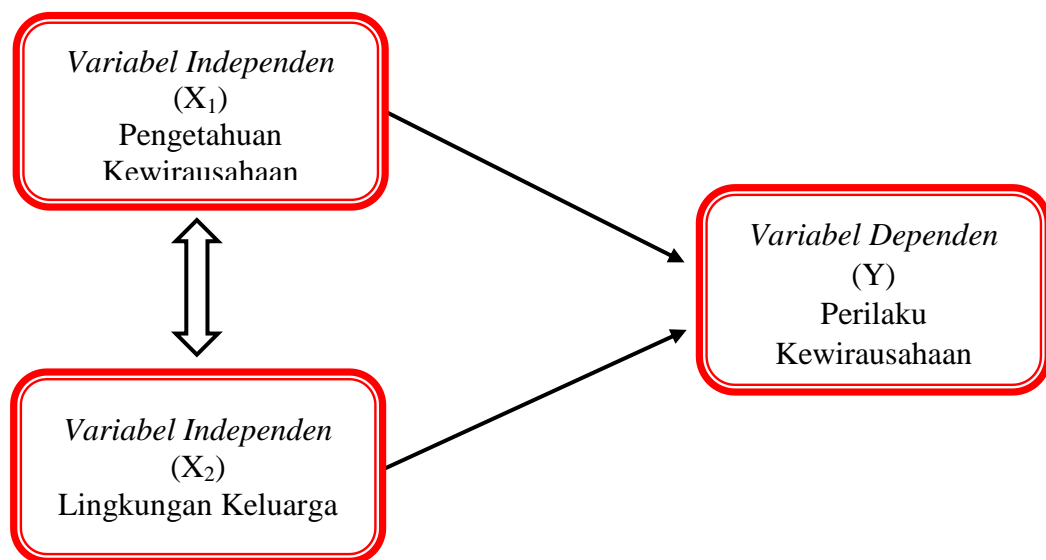 Variabel Independen
(X₁)
Pengetahuan
Kewirausahaan
Variabel Dependen
(Y)
Perilaku
Kewirausahaan
Variabel Independen
(X₂)
Lingkungan Keluarga